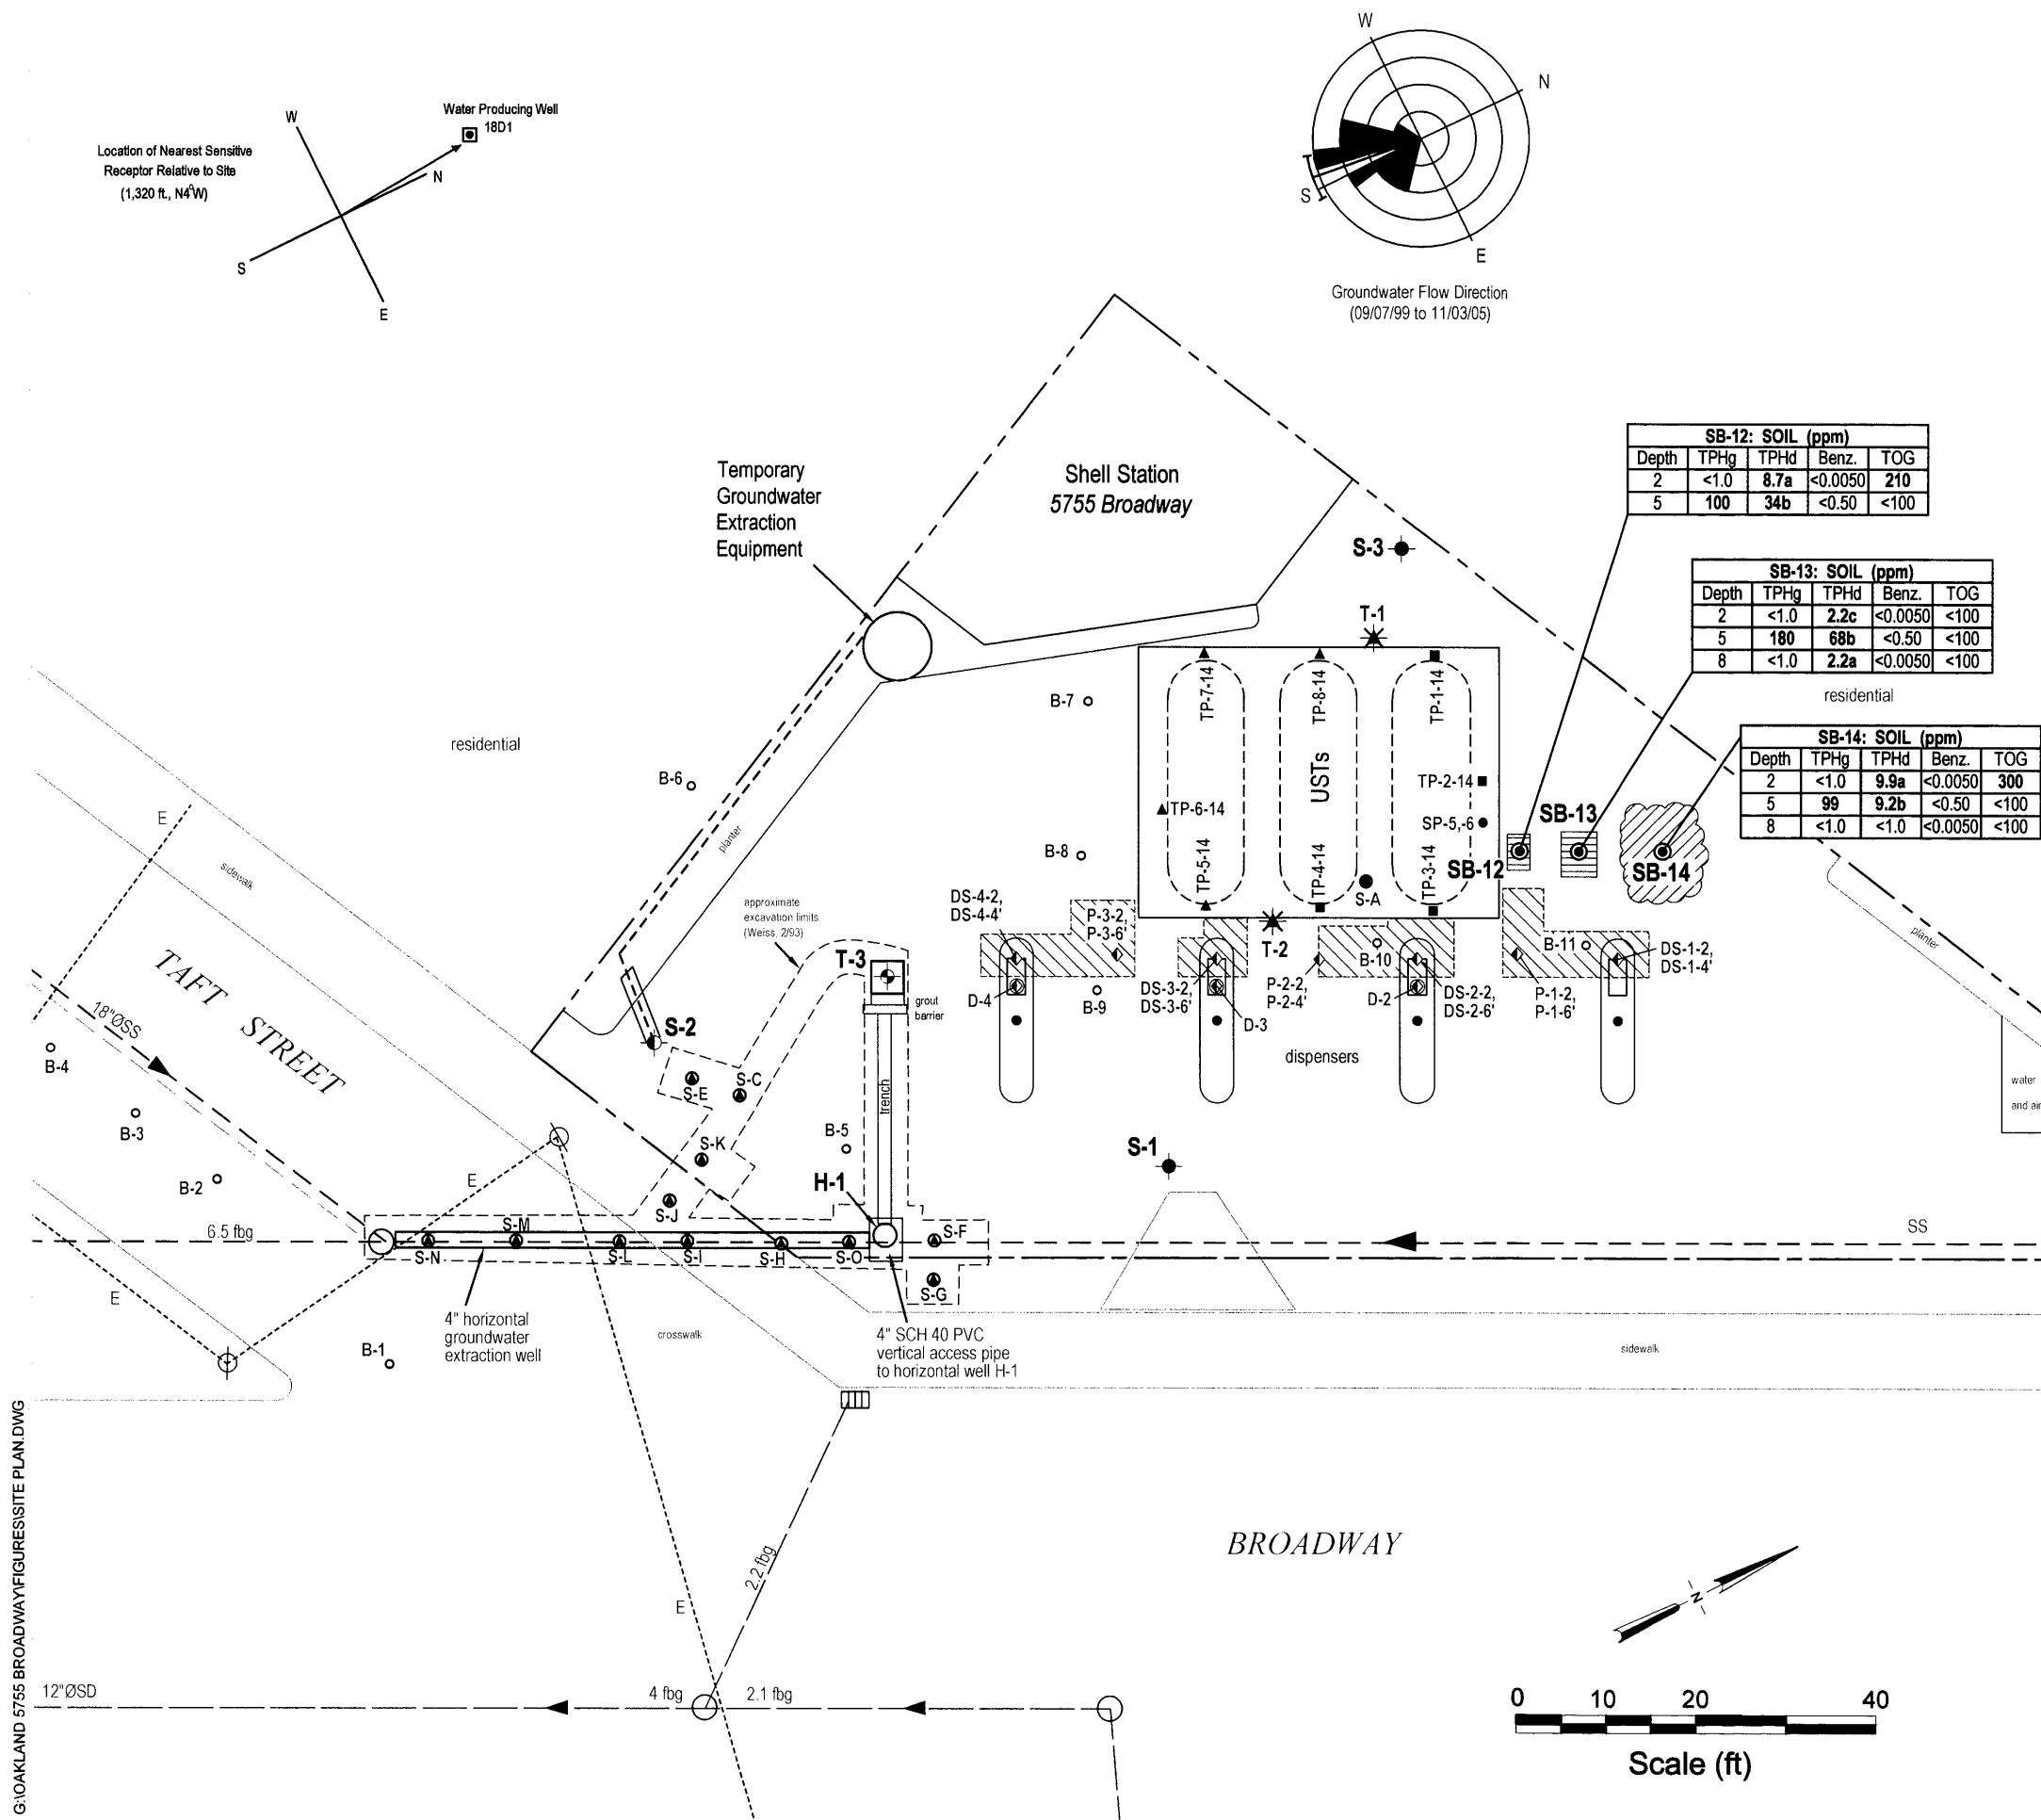 W
N
S
E
Groundwater Flow Direction
(09/07/99 to 11/03/05)
Water Producing Well
18D1
W
Location of Nearest Sensitive
Receptor Relative to Site
(1,320 ft., N4°W)
N
S
E
Temporary
Groundwater
Extraction
Equipment
Shell Station
5755 Broadway
SB-12: SOIL (ppm)
Depth TPHg TPHd Benz. TOG
2 <1.0 8.7a <0.0050 210
5 100 34b <0.50 <100
S-3
SB-13: SOIL (ppm)
Depth TPHg TPHd Benz. TOG
2 <1.0 2.2c <0.0050 <100
5 180 68b <0.50 <100
8 <1.0 2.2a <0.0050 <100
T-1
residential
SB-14: SOIL (ppm)
Depth TPHg TPHd Benz. TOG
2 <1.0 9.9a <0.0050 300
5 99 9.2b <0.50 <100
8 <1.0 <1.0 <0.0050 <100
TP-7-14
TP-8-14
TP-1-14
B-7
residential
B-6
USTs
TP-2-14
TP-6-14
SP-5,-6
SB-13
E
planter
B-8
TP-5-14
TP-4-14
TP-3-14
SB-12
SB-14
sidewalk
S-A
approximate
excavation limits
(Weiss, 2/93)
DS-4-2,
DS-4-4'
P-3-2,
P-3-6'
T-2
planter
T-3
B-10
B-11
DS-1-2,
DS-1-4'
TAFT STREET
18"ØSS
grout
barrier
D-4
B-9
DS-3-2,
DS-3-6'
D-3
P-2-2,
P-2-4'
D-2
DS-2-2,
DS-2-6'
P-1-2,
P-1-6'
S-2
dispensers
B-4
S-E
S-C
trench
water
and air
B-3
B-5
S-K
S-1
B-2
E
H-1
S-J
6.5 fbg
S-M
S-F
SS
S-N
S-L
S-I
S-H
S-O
S-G
E
4" horizontal
groundwater
extraction well
crosswalk
4" SCH 40 PVC
vertical access pipe
to horizontal well H-1
sidewalk
B-1
2.2 fbg
BROADWAY
E
N
12"ØSD
4 fbg
2.1 fbg
0 10 20 40
Scale (ft)
G:\OAKLAND 5755 BROADWAY\FIGURES\SITE PLAN.DWG